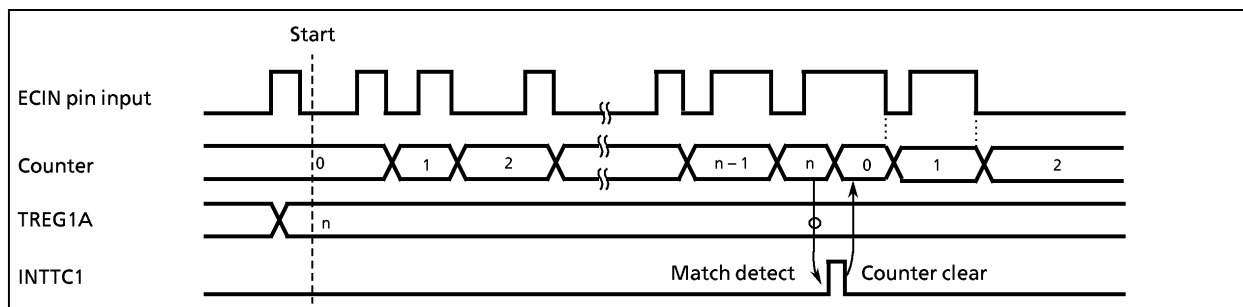 Start
ECIN pin input
Counter 0 1 2 n – 1 n 0 1 2
TREG1A n
INTTC1 Match detect Counter clear